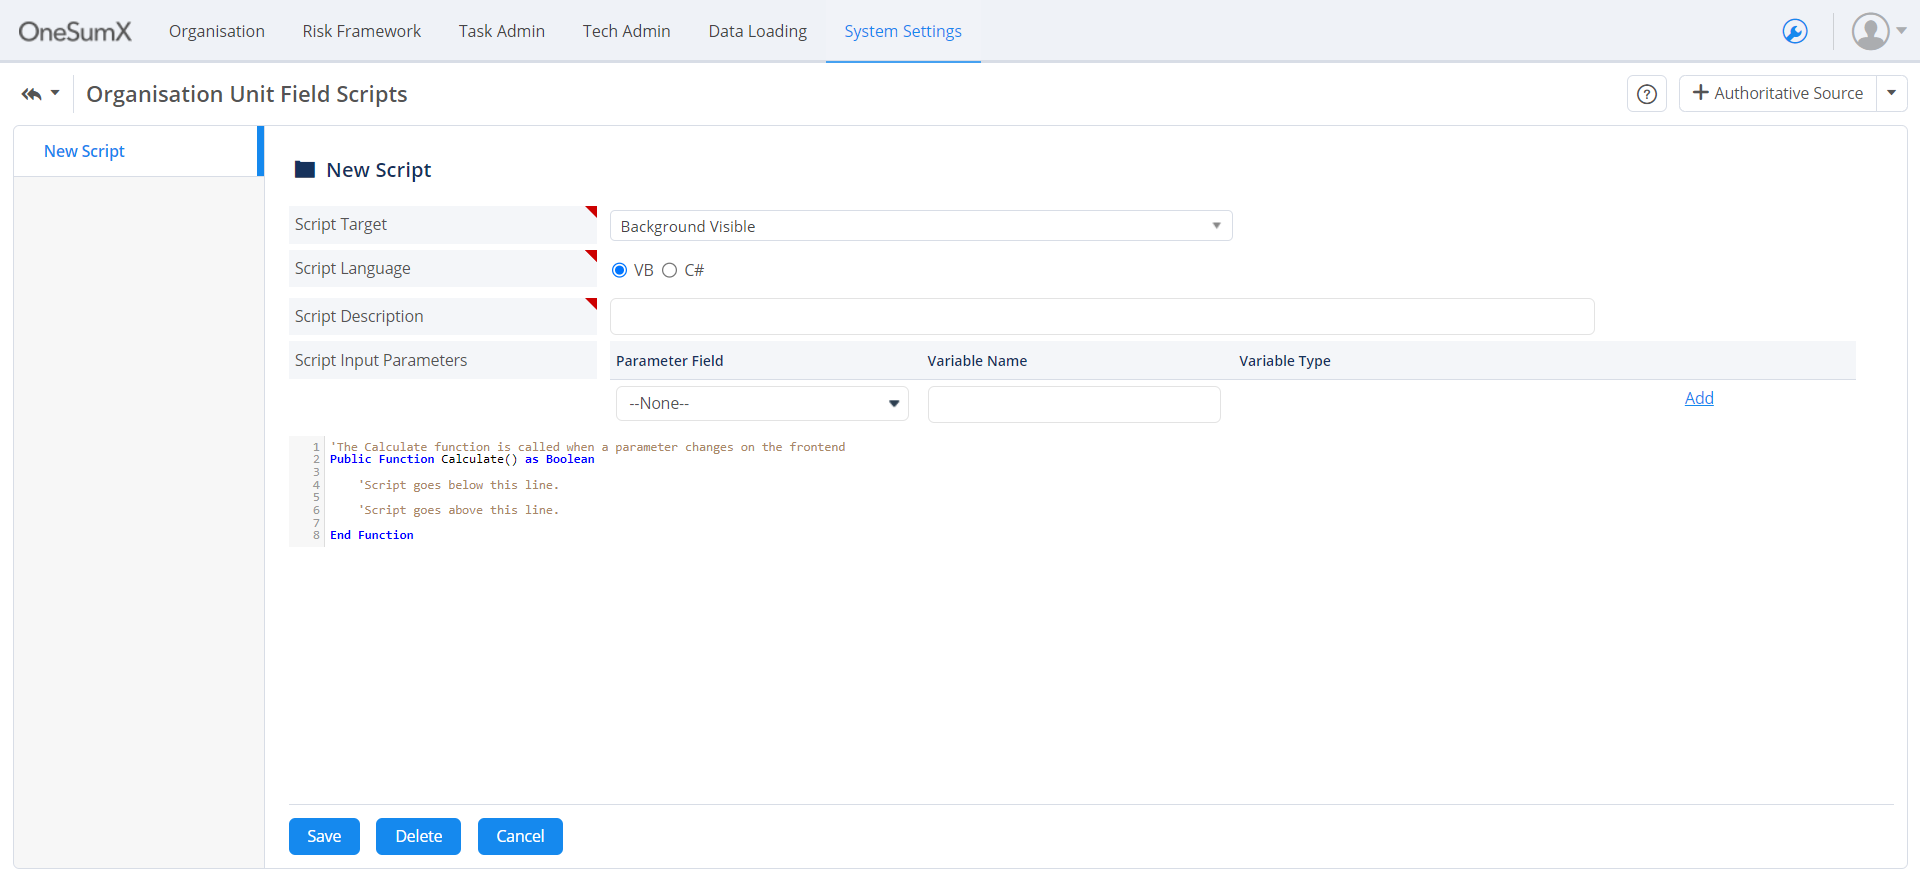 OneSumX Organisation Risk Framework Task Admin Tech Admin Data Loading System Settings
Organisation Unit Field Scripts
? + Authoritative Source
New Script
New Script
Script Target Background Visible
Script Language VB C#
Script Description
Script Input Parameters Parameter Field Variable Name Variable Type
--None-- Add
1 'The Calculate function is called when a parameter changes on the frontend
2 Public Function Calculate() as Boolean
3
4 'Script goes below this line.
5
6 'Script goes above this line.
7
8 End Function
Save Delete Cancel